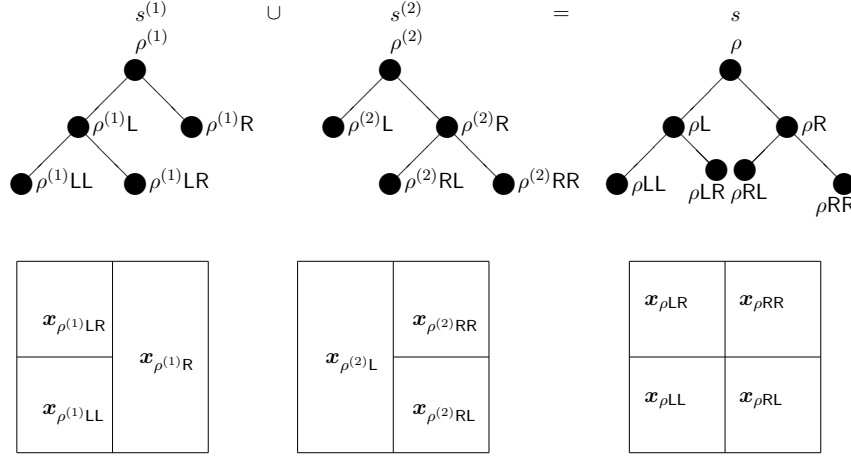 s^{(1)} ∪ s^{(2)} = s
ρ^{(1)} ρ^{(2)} ρ
ρ^{(1)}L ρ^{(1)}R ρ^{(2)}L ρ^{(2)}R ρL ρR
ρ^{(1)}LL ρ^{(1)}LR ρ^{(2)}RL ρ^{(2)}RR ρLL ρLR ρRL ρRR
x_{ρ^{(1)}LR} x_{ρ^{(2)}RR} x_{ρLR} x_{ρRR}
x_{ρ^{(1)}R} x_{ρ^{(2)}L}
x_{ρ^{(1)}LL} x_{ρ^{(2)}RL} x_{ρLL} x_{ρRL}